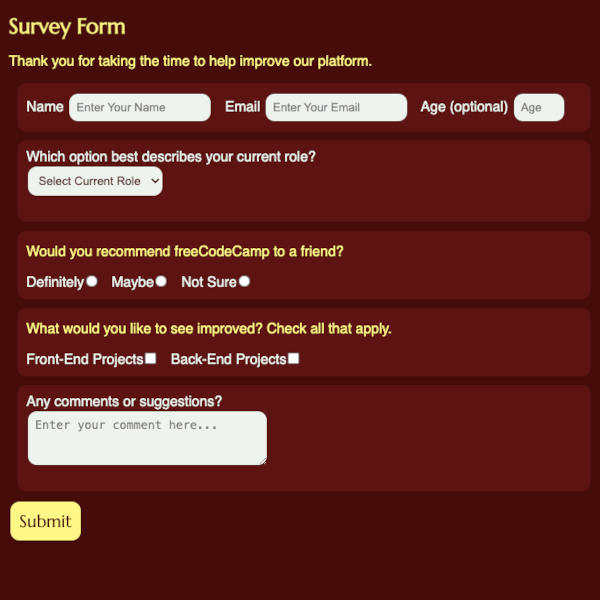 Survey Form
Thank you for taking the time to help improve our platform.
Name Enter Your Name Email Enter Your Email Age (optional) Age
Which option best describes your current role?
Select Current Role
Would you recommend freeCodeCamp to a friend?
Definitely Maybe Not Sure
What would you like to see improved? Check all that apply.
Front-End Projects Back-End Projects
Any comments or suggestions?
Enter your comment here...
Submit